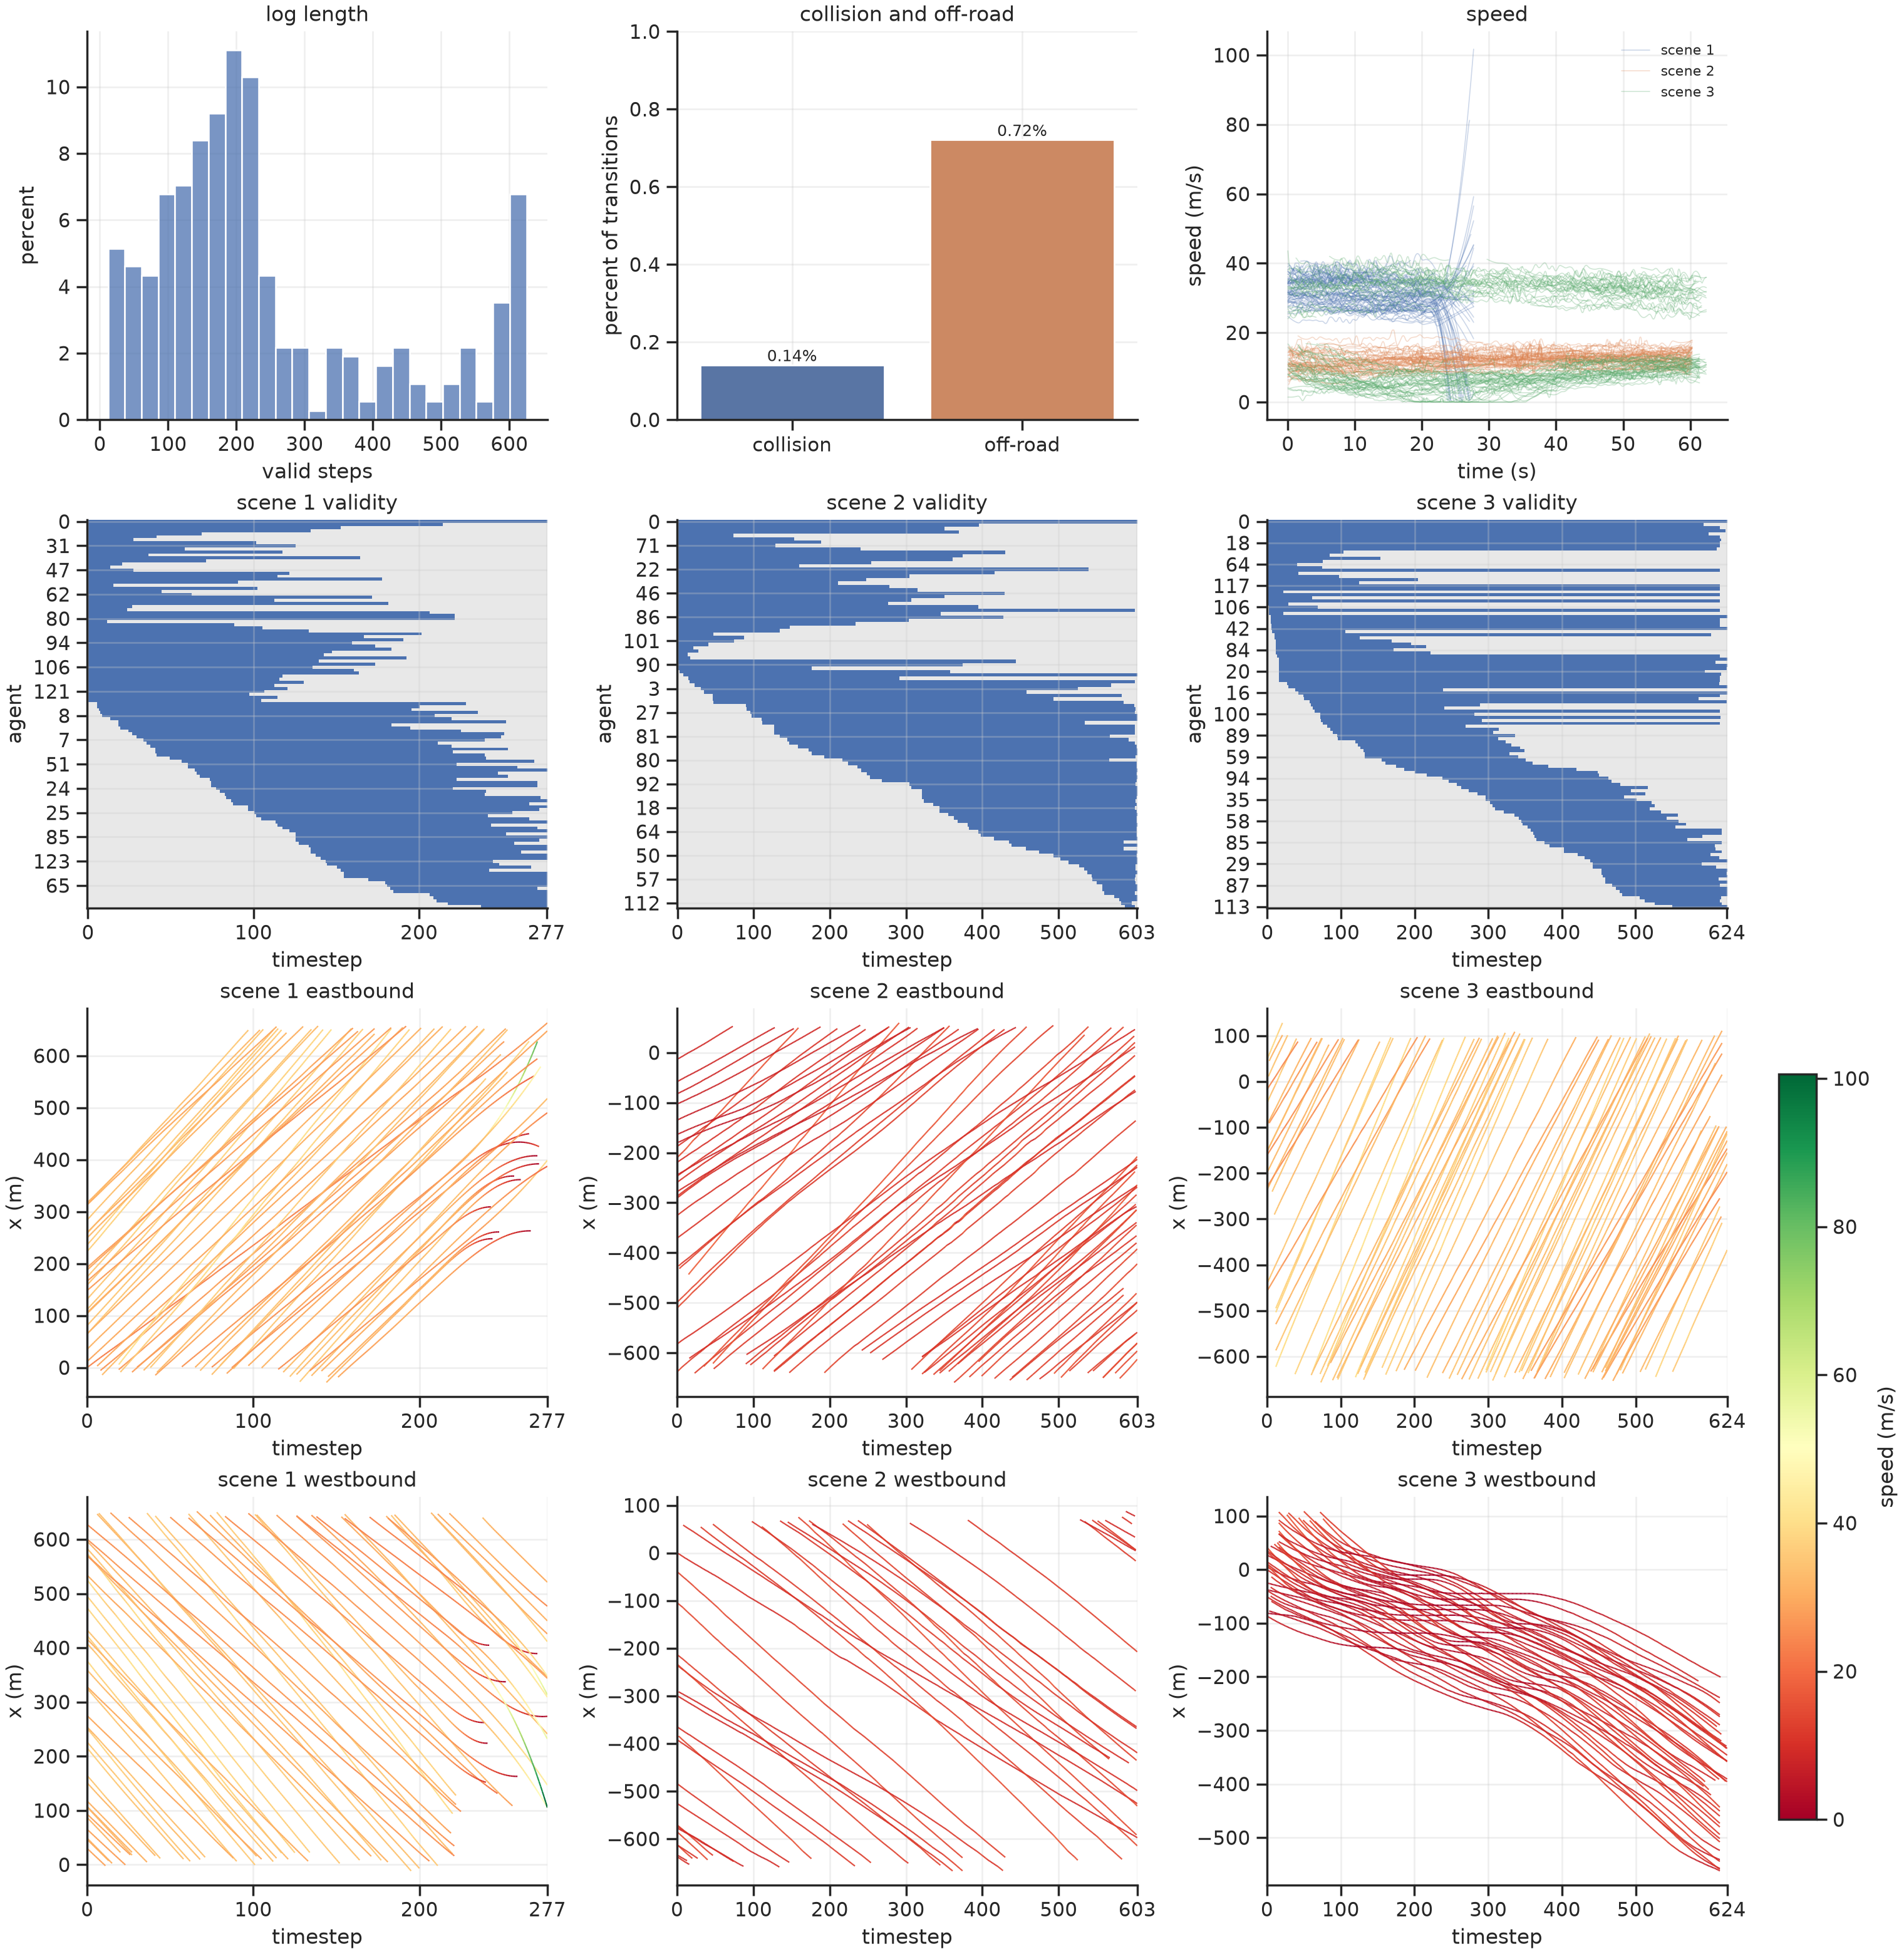 log length
collision and off-road
speed
percent
10
8
6
4
2
0
0 100 200 300 400 500 600
valid steps
percent of transitions
1.0
0.8
0.6
0.4
0.2
0.0
0.14%
0.72%
collision off-road
speed (m/s)
100
80
60
40
20
0
scene 1
scene 2
scene 3
0 10 20 30 40 50 60
time (s)
scene 1 validity
agent
0
31
47
62
80
94
106
121
8
7
51
24
25
85
123
65
0 100 200 277
timestep
scene 2 validity
agent
0
71
22
46
86
101
90
3
27
81
80
92
18
64
50
57
112
0 100 200 300 400 500 603
timestep
scene 3 validity
agent
0
18
64
117
106
42
84
20
16
100
89
59
94
35
58
85
29
87
113
0 100 200 300 400 500 624
timestep
scene 1 eastbound
x (m)
600
500
400
300
200
100
0
0 100 200 277
timestep
scene 2 eastbound
x (m)
0
−100
−200
−300
−400
−500
−600
0 100 200 300 400 500 603
timestep
scene 3 eastbound
x (m)
100
0
−100
−200
−300
−400
−500
−600
0 100 200 300 400 500 624
timestep
scene 1 westbound
x (m)
600
500
400
300
200
100
0
0 100 200 277
timestep
scene 2 westbound
x (m)
100
0
−100
−200
−300
−400
−500
−600
0 100 200 300 400 500 603
timestep
scene 3 westbound
x (m)
100
0
−100
−200
−300
−400
−500
0 100 200 300 400 500 624
timestep
100
80
60
40
20
0
speed (m/s)